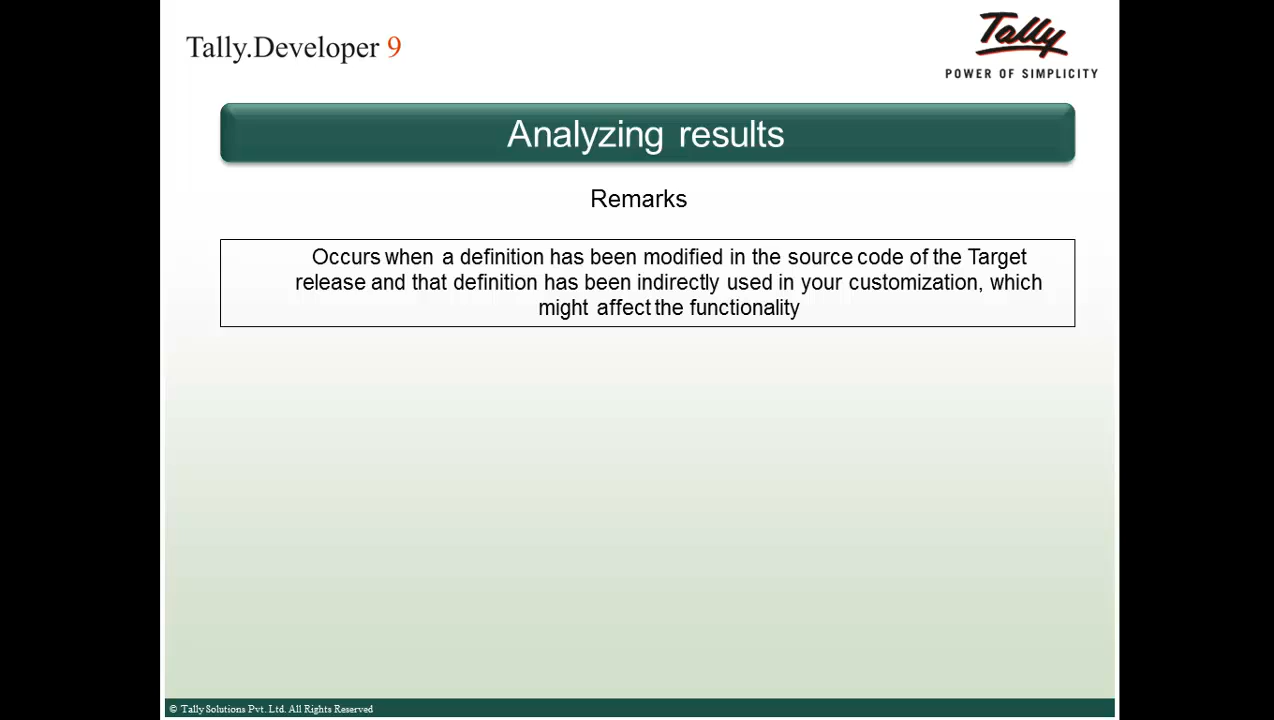 Tally.Developer 9
Tally
POWER OF SIMPLICITY
Analyzing results
Remarks
Occurs when a definition has been modified in the source code of the Target
release and that definition has been indirectly used in your customization, which
might affect the functionality
© Tally Solutions Pvt. Ltd. All Rights Reserved